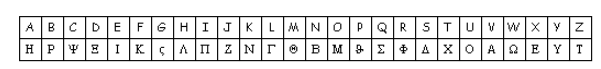 A B C D E F G H I J K L M N O P Q R S T U V W X Y Z
Η Ρ Ψ Ξ Ι Κ ς Λ Π Ζ Ν Γ Θ Β Μ ϑ Σ Φ Δ Χ Ο Α Ω Ε Υ Τ